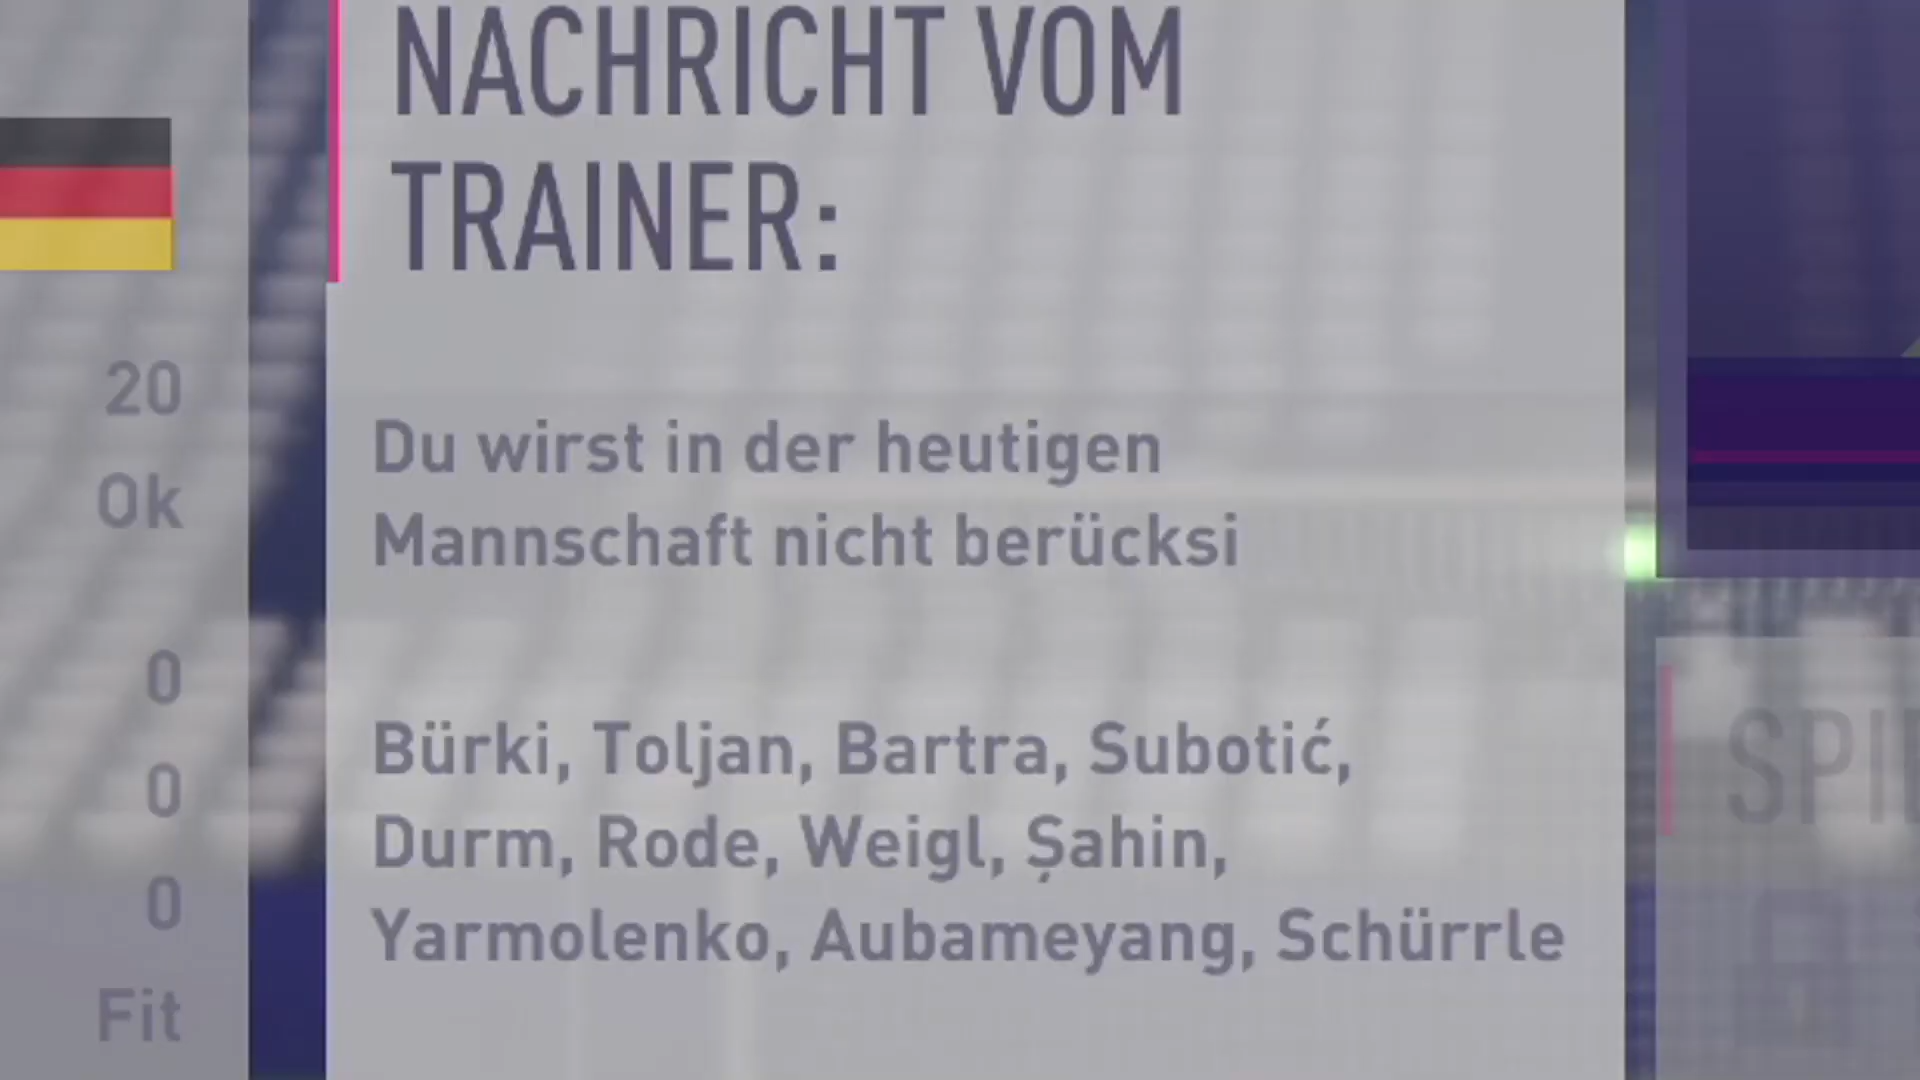 NACHRICHT VOM
TRAINER:
20
Ok
Du wirst in der heutigen
Mannschaft nicht berücksi
0
0
0
Fit
Bürki, Toljan, Bartra, Subotić,
Durm, Rode, Weigl, Şahin,
Yarmolenko, Aubameyang, Schürrle